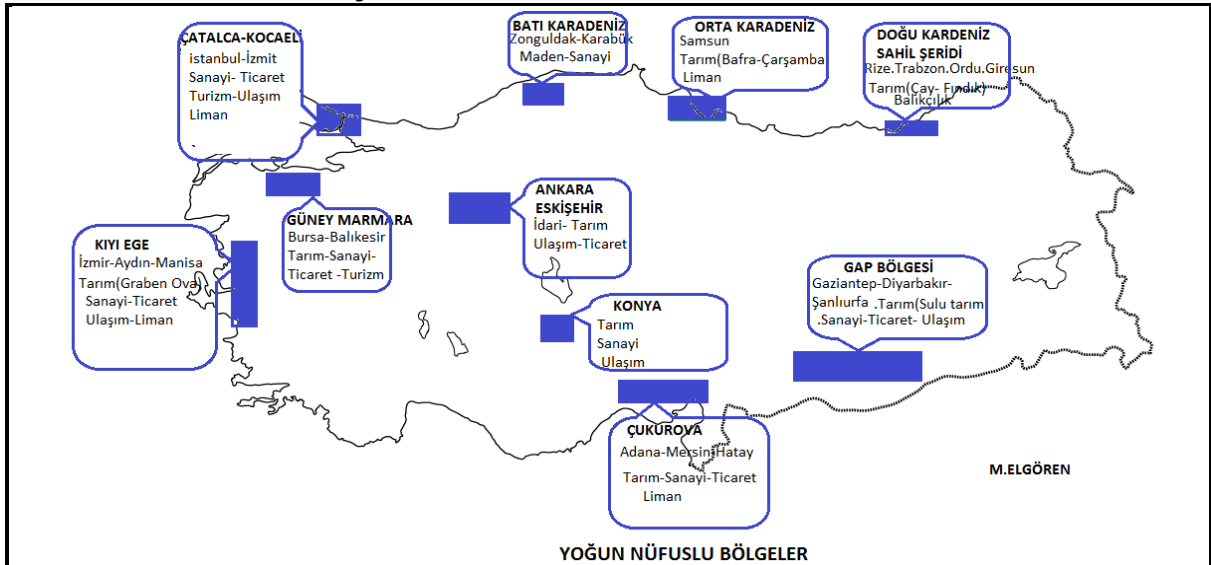 ÇATALCA-KOCAELİ
istanbul-İzmit
Sanayi- Ticaret
Turizm-Ulaşım
Liman
BATI KARADENİZ
Zonguldak-Karabük
Maden-Sanayi
ORTA KARADENİZ
Samsun
Tarım(Bafra-Çarşamba
Liman
DOĞU KARDENİZ
SAHİL ŞERİDİ
Rize.Trabzon.Ordu.Giresun
Tarım(Çay- Fındık)
Balıkçılık
GÜNEY MARMARA
Bursa-Balıkesir
Tarım-Sanayi-
Ticaret -Turizm
ANKARA
ESKİŞEHİR
İdari- Tarım
Ulaşım-Ticaret
KIYI EGE
İzmir-Aydın-Manisa
Tarım(Graben Ova)
Sanayi-Ticaret
Ulaşım-Liman
KONYA
Tarım
Sanayi
Ulaşım
GAP BÖLGESİ
Gaziantep-Diyarbakır-
Şanlıurfa .Tarım(Sulu tarım
.Sanayi-Ticaret- Ulaşım
ÇUKUROVA
Adana-Mersin-Hatay
Tarım-Sanayi-Ticaret
Liman
M.ELGÖREN
YOĞUN NÜFUSLU BÖLGELER